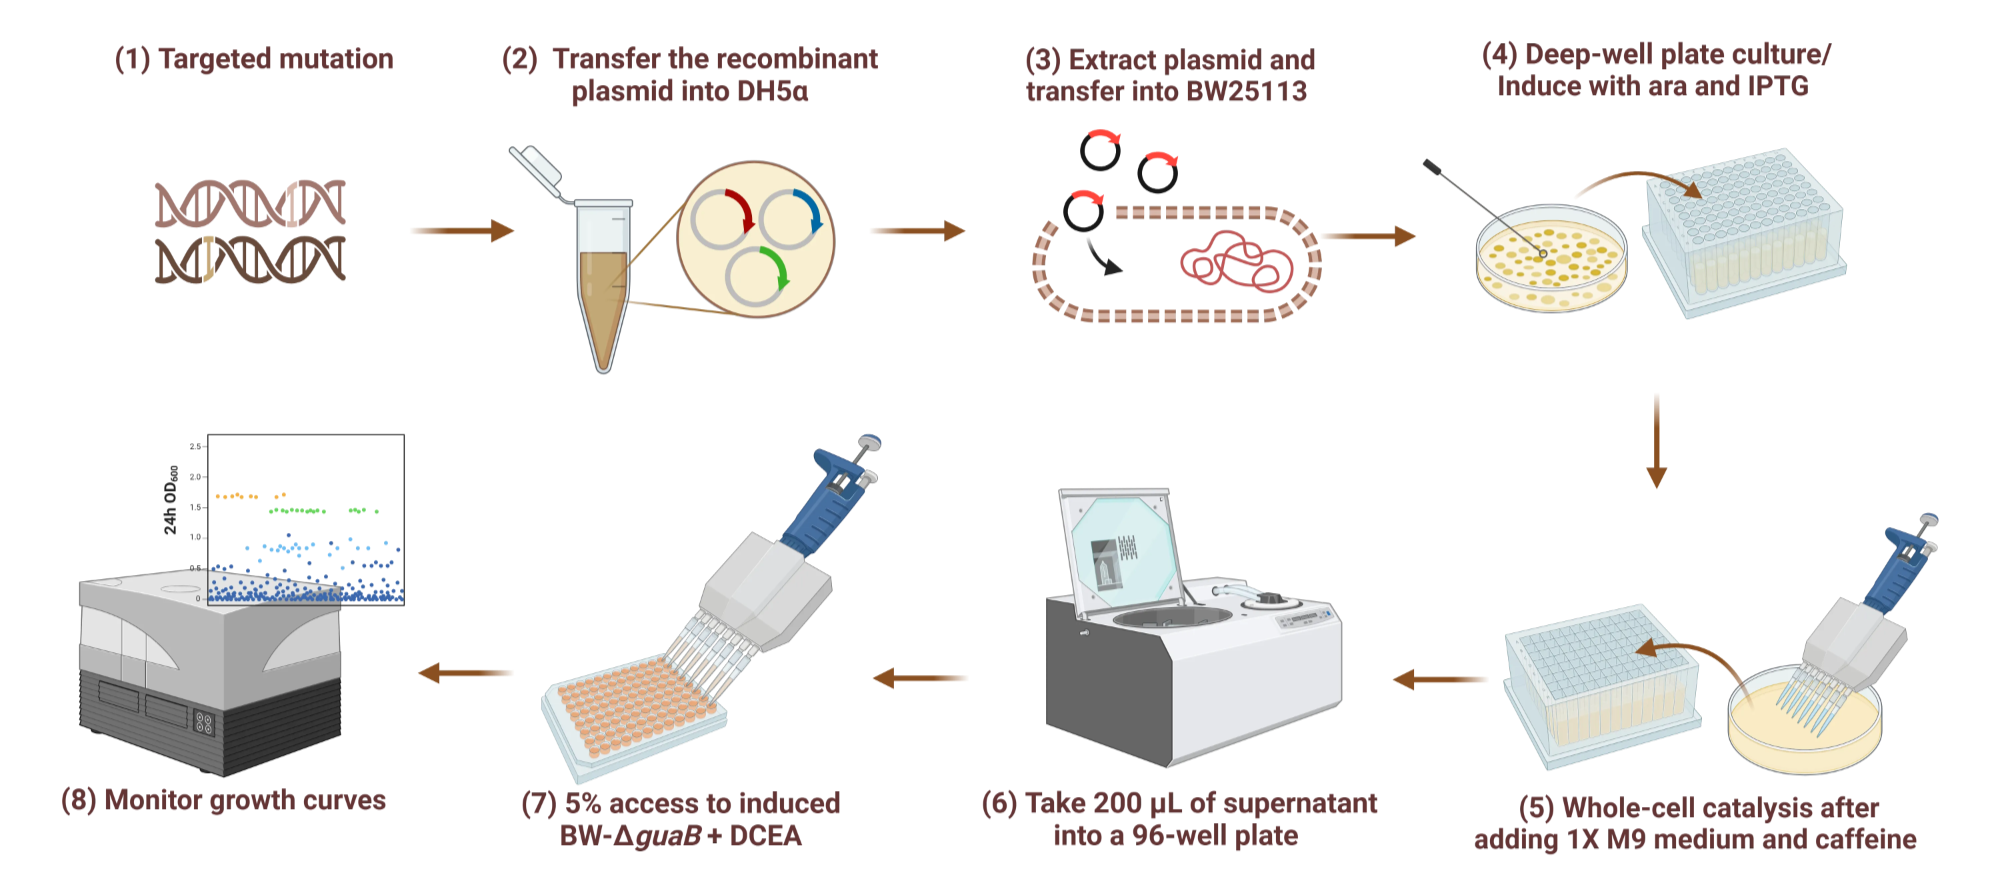 (1) Targeted mutation
(2) Transfer the recombinant
plasmid into DH5α
(3) Extract plasmid and
transfer into BW25113
(4) Deep-well plate culture/
Induce with ara and IPTG
24h OD600
2.5
2.0
1.5
1.0
0.5
0
(8) Monitor growth curves
(7) 5% access to induced
BW-ΔguaB + DCEA
(6) Take 200 μL of supernatant
into a 96-well plate
(5) Whole-cell catalysis after
adding 1X M9 medium and caffeine